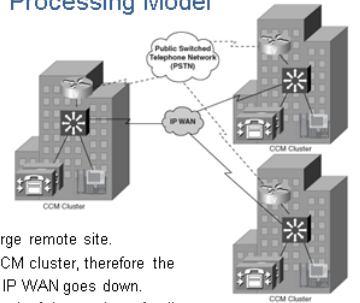 Processing Model
Public Switched
Telephone Network
(PSTN)
IP WAN
CCM Cluster
CCM Cluster
CCM Cluster
rge remote site.
CM cluster, therefore the
IP WAN goes down.